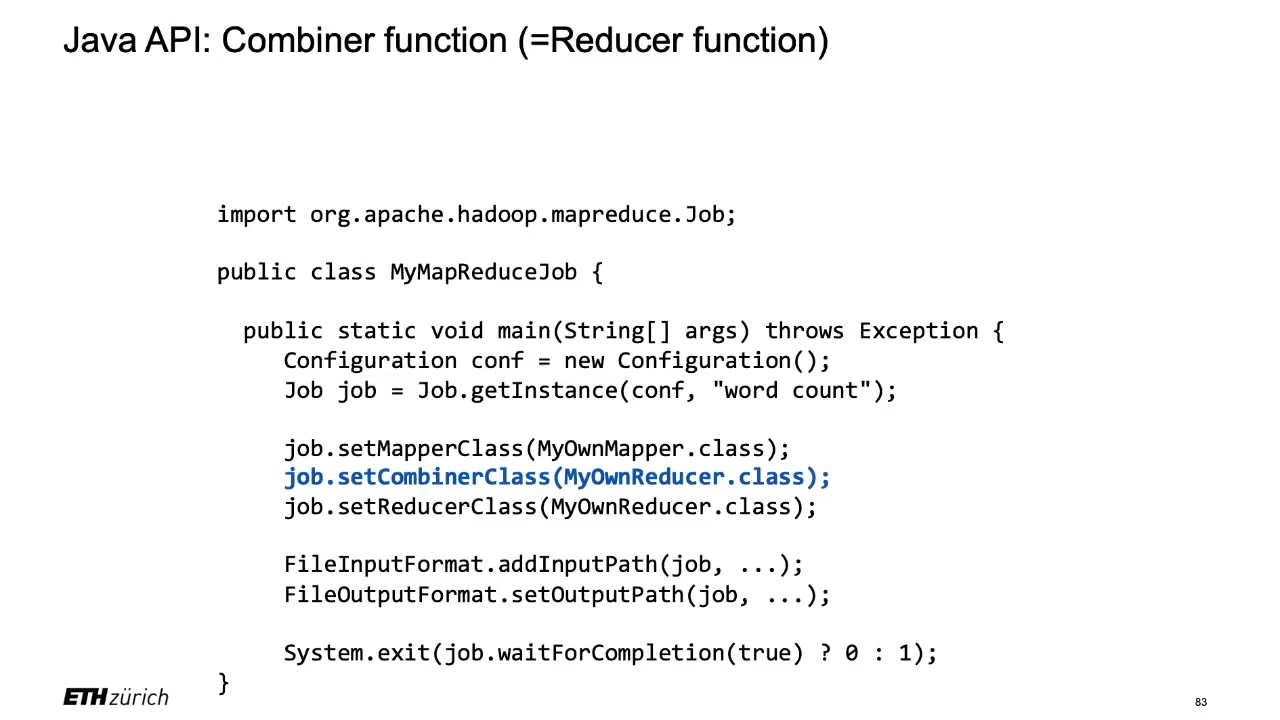 Java API: Combiner function (=Reducer function)
import org.apache.hadoop.mapreduce.Job;
public class MyMapReduceJob {
public static void main(String[] args) throws Exception {
Configuration conf = new Configuration();
Job job = Job.getInstance(conf, "word count");
job.setMapperClass(MyOwnMapper.class);
job.setCombinerClass(MyOwnReducer.class);
job.setReducerClass(MyOwnReducer.class);
FileInputFormat.addInputPath(job, ...);
FileOutputFormat.setOutputPath(job, ...);
System.exit(job.waitForCompletion(true) ? 0 : 1);
}
ETH zürich
83